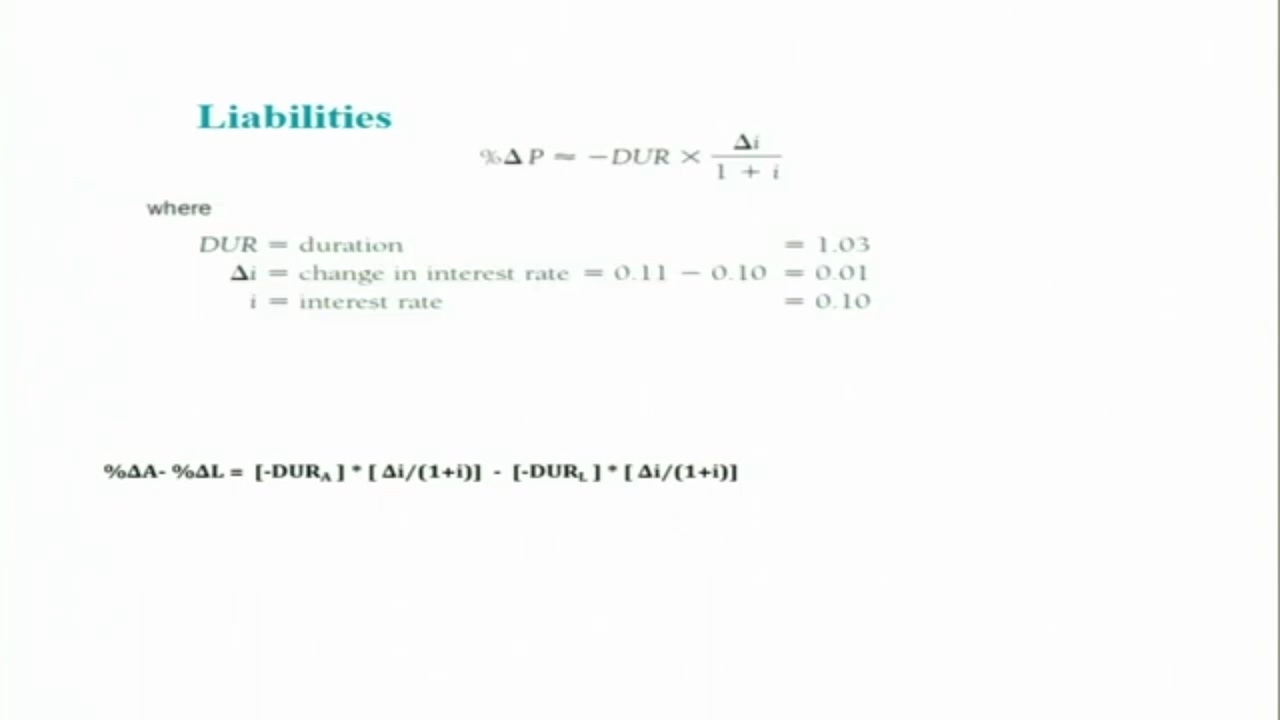 Liabilities
%Δ P ≈ −DUR × Δi / 1 + i
where
DUR = duration = 1.03
Δi = change in interest rate = 0.11 − 0.10 = 0.01
i = interest rate = 0.10
%ΔA- %ΔL = [-DURA ] * [ Δi/(1+i)] - [-DURL ] * [ Δi/(1+i)]